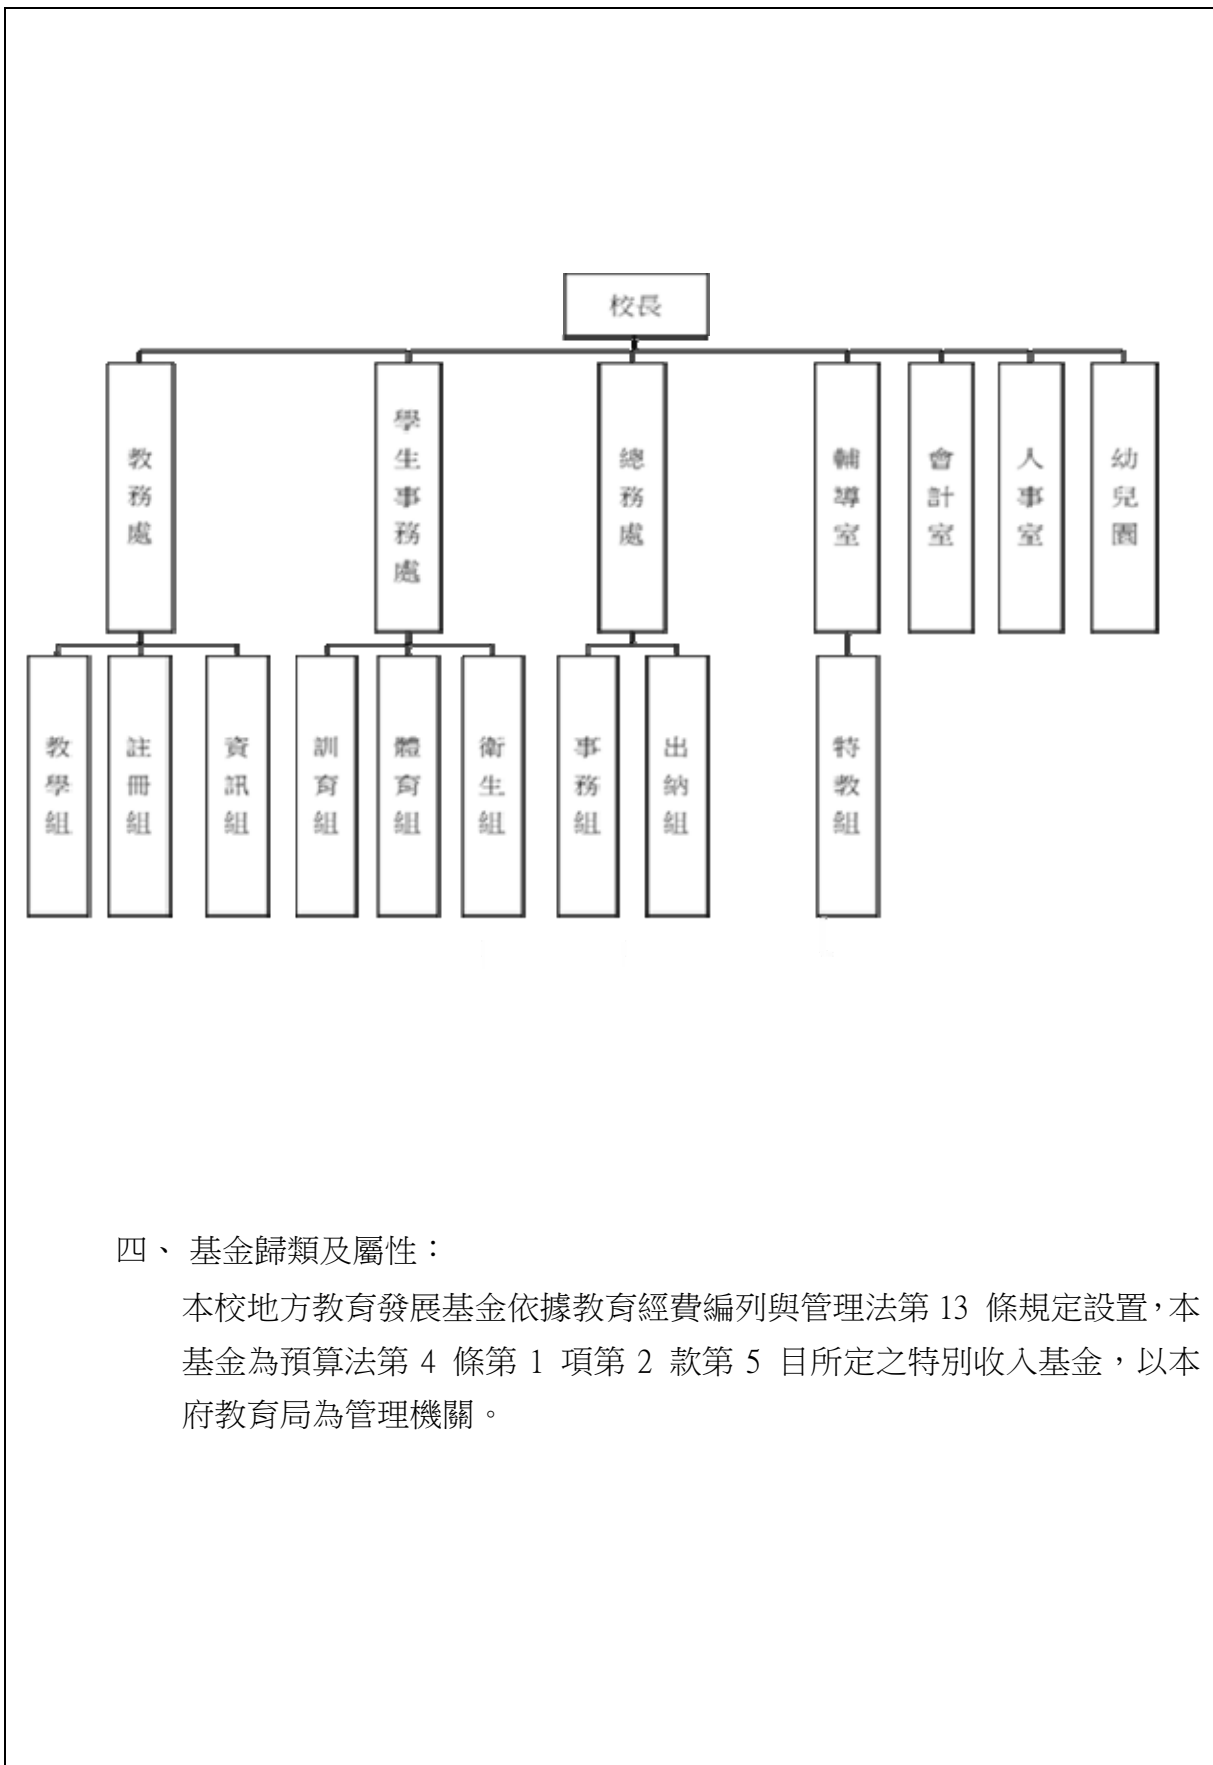 校長
教務處
學生事務處
總務處
輔導室
會計室
人事室
幼兒園
教學組
註冊組
資訊組
訓育組
體育組
衛生組
事務組
出納組
特教組
四、 基金歸類及屬性：
本校地方教育發展基金依據教育經費編列與管理法第 13 條規定設置，本
基金為預算法第 4 條第 1 項第 2 款第 5 目所定之特別收入基金，以本
府教育局為管理機關。